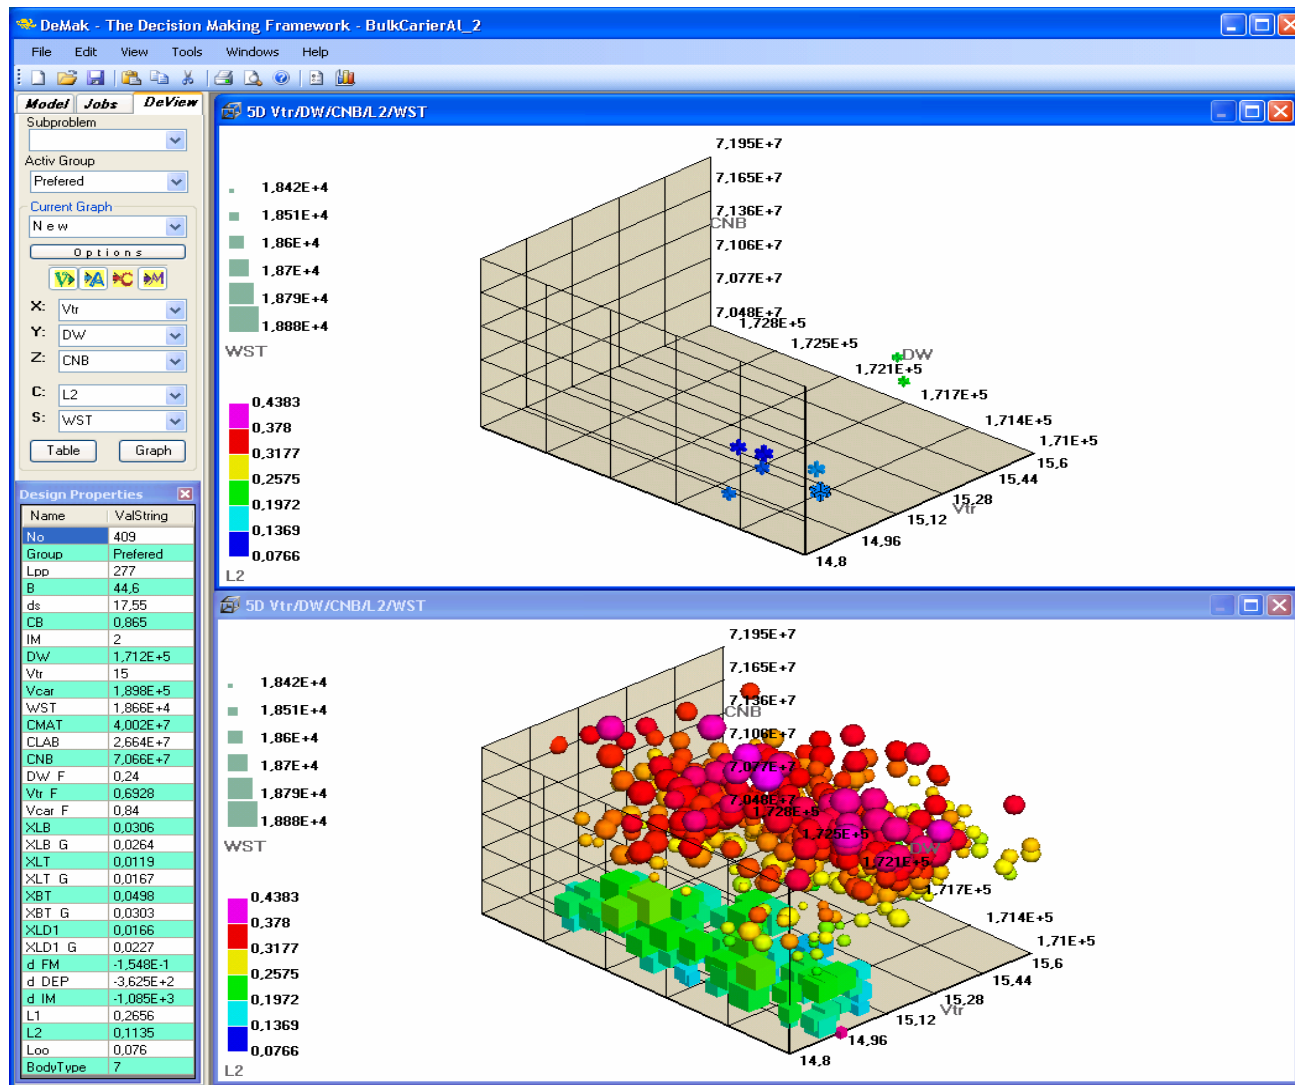 DeMak - The Decision Making Framework - BulkCarierAl_2
File Edit View Tools Windows Help
Model Jobs DeView
Subproblem
Activ Group
Prefered
Current Graph
N e w
O p t i o n s
V A C M
X: Vtr
Y: DW
Z: CNB
C: L2
S: WST
Table Graph
Design Properties
Name ValString
No 409
Group Prefered
Lpp 277
B 44,6
ds 17,55
CB 0,865
IM 2
DW 1,712E+5
Vtr 15
Vcar 1,898E+5
WST 1,866E+4
CMAT 4,002E+7
CLAB 2,664E+7
CNB 7,066E+7
DW F 0,24
Vtr F 0,6928
Vcar F 0,84
XLB 0,0306
XLB G 0,0264
XLT 0,0119
XLT G 0,0167
XBT 0,0498
XBT G 0,0303
XLD1 0,0166
XLD1 G 0,0227
d FM -1,548E-1
d DEP -3,625E+2
d IM -1,085E+3
L1 0,2656
L2 0,1135
Loo 0,076
BodyType 7
5D Vtr/DW/CNB/L2/WST
1,842E+4
1,851E+4
1,86E+4
1,87E+4
1,879E+4
1,888E+4
WST
0,4383
0,378
0,3177
0,2575
0,1972
0,1369
0,0766
L2
7,195E+7
7,165E+7
7,136E+7
CNB
7,106E+7
7,077E+7
7,048E+7
1,728E+5
1,725E+5
DW
1,721E+5
1,717E+5
1,714E+5
1,71E+5
15,6
15,44
15,28
Vtr
15,12
14,96
14,8
5D Vtr/DW/CNB/L2/WST
1,842E+4
1,851E+4
1,86E+4
1,87E+4
1,879E+4
1,888E+4
WST
0,4383
0,378
0,3177
0,2575
0,1972
0,1369
0,0766
L2
7,195E+7
7,165E+7
7,136E+7
CNB
7,106E+7
7,077E+7
7,048E+7
1,728E+5
1,725E+5
DW
1,721E+5
1,717E+5
1,714E+5
1,71E+5
15,6
15,44
15,28
Vtr
15,12
14,96
14,8